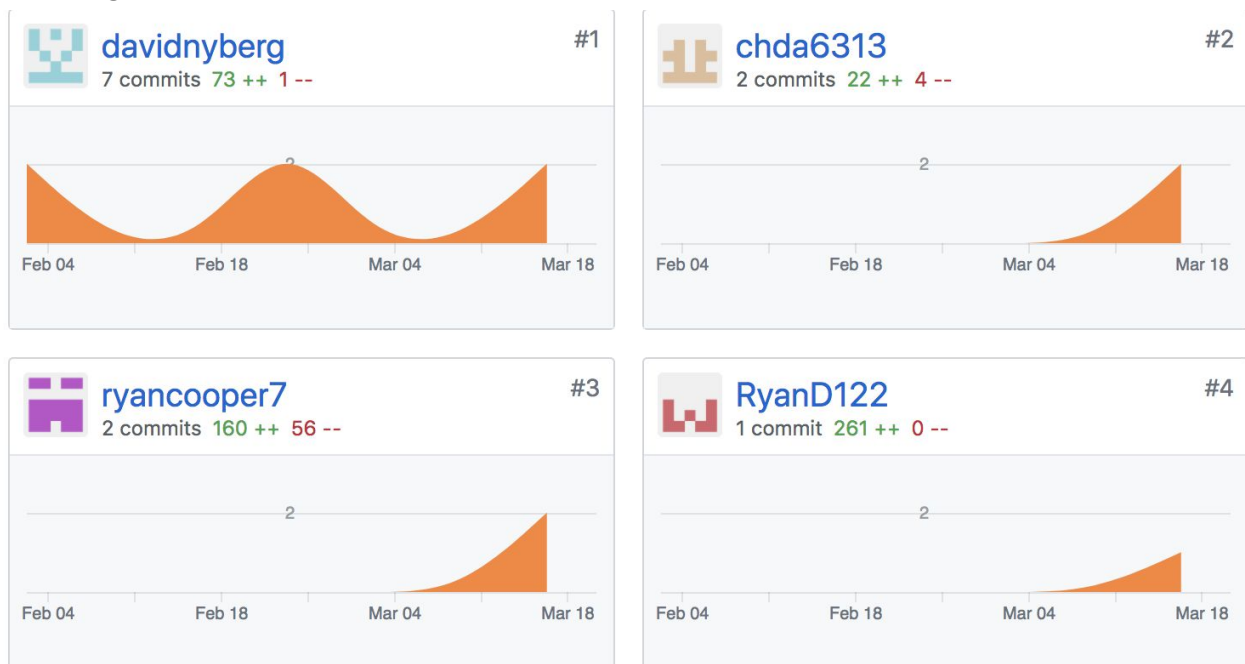 davidnyberg #1
7 commits 73 ++ 1 --
2
Feb 04 Feb 18 Mar 04 Mar 18
chda6313 #2
2 commits 22 ++ 4 --
2
Feb 04 Feb 18 Mar 04 Mar 18
ryancooper7 #3
2 commits 160 ++ 56 --
2
Feb 04 Feb 18 Mar 04 Mar 18
RyanD122 #4
1 commit 261 ++ 0 --
2
Feb 04 Feb 18 Mar 04 Mar 18